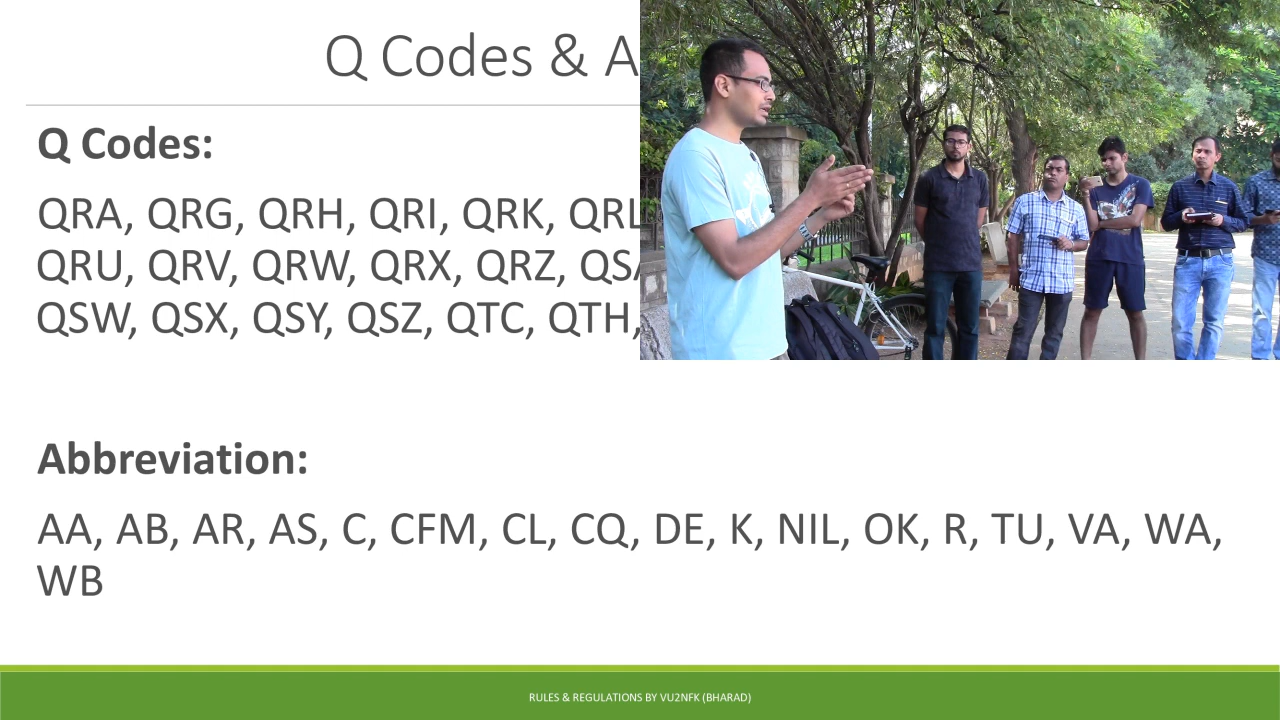 Q Codes & A
Q Codes:
QRA, QRG, QRH, QRI, QRK, QRL
QRU, QRV, QRW, QRX, QRZ, QSA
QSW, QSX, QSY, QSZ, QTC, QTH,
Abbreviation:
AA, AB, AR, AS, C, CFM, CL, CQ, DE, K, NIL, OK, R, TU, VA, WA,
WB
RULES & REGULATIONS BY VU2NFK (BHARAD)